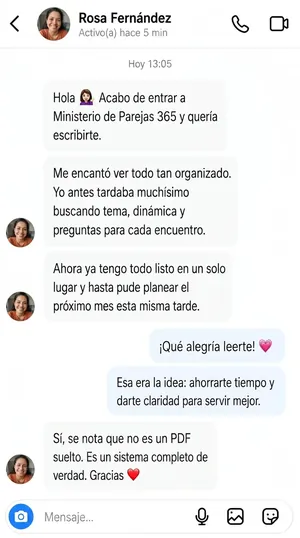 Rosa Fernández
Activo(a) hace 5 min
Hoy 13:05
Hola 💁🏻‍♀️ Acabo de entrar a
Ministerio de Parejas 365 y quería
escribirte.
Me encantó ver todo tan organizado.
Yo antes tardaba muchísimo
buscando tema, dinámica y
preguntas para cada encuentro.
Ahora ya tengo todo listo en un solo
lugar y hasta pude planear el
próximo mes esta misma tarde.
¡Qué alegría leerte! 💗
Esa era la idea: ahorrarte tiempo y
darte claridad para servir mejor.
Sí, se nota que no es un PDF
suelto. Es un sistema completo de
verdad. Gracias ❤️
Mensaje...